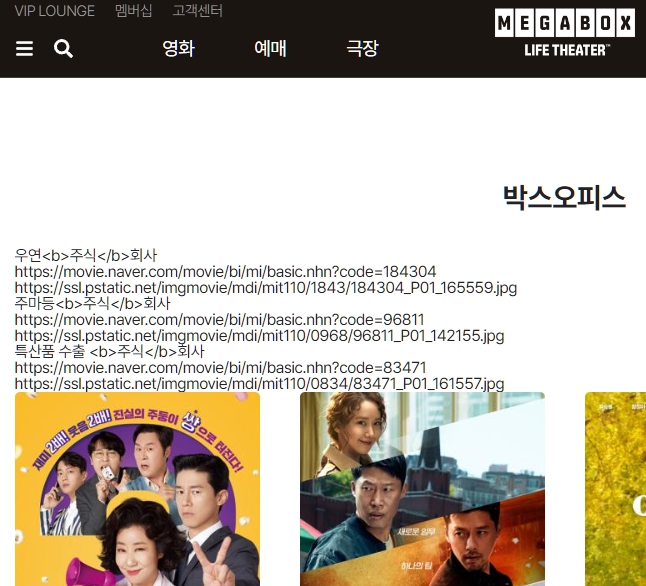 VIP LOUNGE 멤버십 고객센터
MEGABOX
LIFE THEATER™
영화 예매 극장
박스오피스
우연<b>주식</b>회사
https://movie.naver.com/movie/bi/mi/basic.nhn?code=184304
https://ssl.pstatic.net/imgmovie/mdi/mit110/1843/184304_P01_165559.jpg
주마등<b>주식</b>회사
https://movie.naver.com/movie/bi/mi/basic.nhn?code=96811
https://ssl.pstatic.net/imgmovie/mdi/mit110/0968/96811_P01_142155.jpg
특산품 수출 <b>주식</b>회사
https://movie.naver.com/movie/bi/mi/basic.nhn?code=83471
https://ssl.pstatic.net/imgmovie/mdi/mit110/0834/83471_P01_161557.jpg
재미 2배! 웃음 2배! 진실의 주둥이 쌍으로 터진다!
새로운 임무
하나의 팀